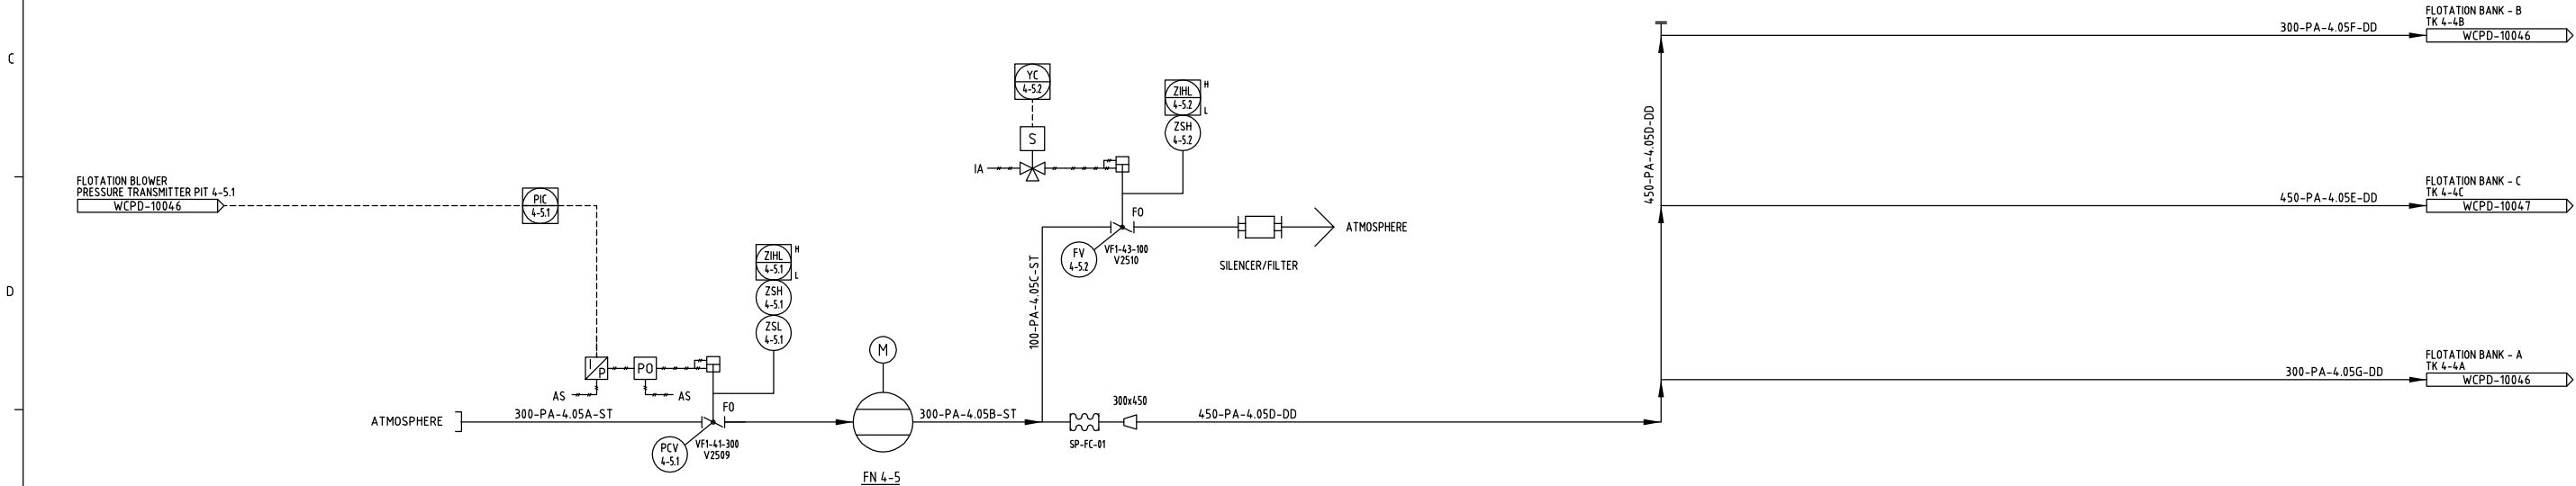 C
D
FLOTATION BLOWER
PRESSURE TRANSMITTER PIT 4-5.1
WCPD-10046
PIC
4-5.1
I
P
PO
AS
AS
ATMOSPHERE
300-PA-4.05A-ST
FO
PCV
4-5.1
VF1-41-300
V2509
ZIHL
4-5.1
H
L
ZSH
4-5.1
ZSL
4-5.1
M
FN 4-5
300-PA-4.05B-ST
100-PA-4.05C-ST
YC
4-5.2
S
IA
ZIHL
4-5.2
H
L
ZSH
4-5.2
FO
FV
4-5.2
VF1-43-100
V2510
SILENCER/FILTER
ATMOSPHERE
SP-FC-01
300x450
450-PA-4.05D-DD
450-PA-4.05D-DD
300-PA-4.05F-DD
FLOTATION BANK - B
TK 4-4B
WCPD-10046
450-PA-4.05E-DD
FLOTATION BANK - C
TK 4-4C
WCPD-10047
300-PA-4.05G-DD
FLOTATION BANK - A
TK 4-4A
WCPD-10046